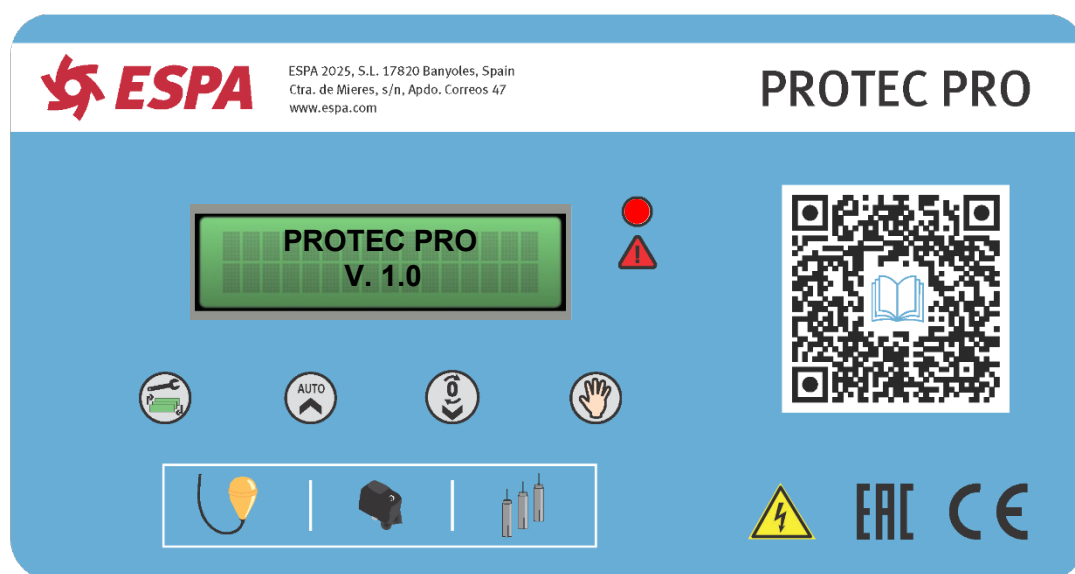 ESPA
ESPA 2025, S.L. 17820 Banyoles, Spain
Ctra. de Mieres, s/n, Apdo. Correos 47
www.espa.com
PROTEC PRO
PROTEC PRO
V. 1.0
AUTO
0
EAC CE